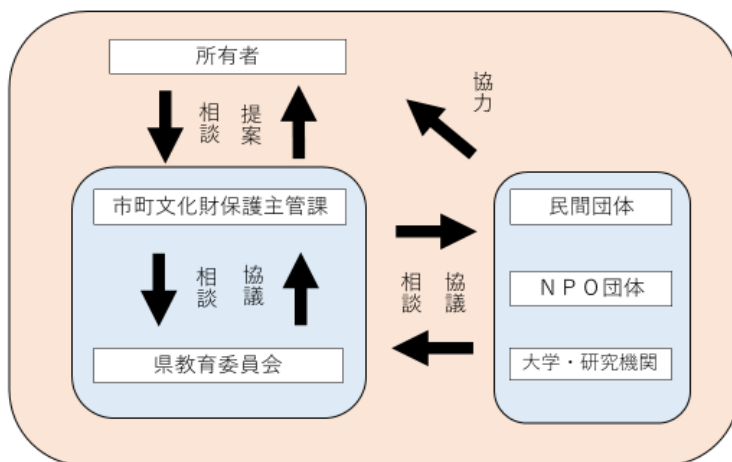 所有者
相談
提案
協力
市町文化財保護主管課
民間団体
相談
協議
相談
協議
ＮＰＯ団体
県教育委員会
大学・研究機関